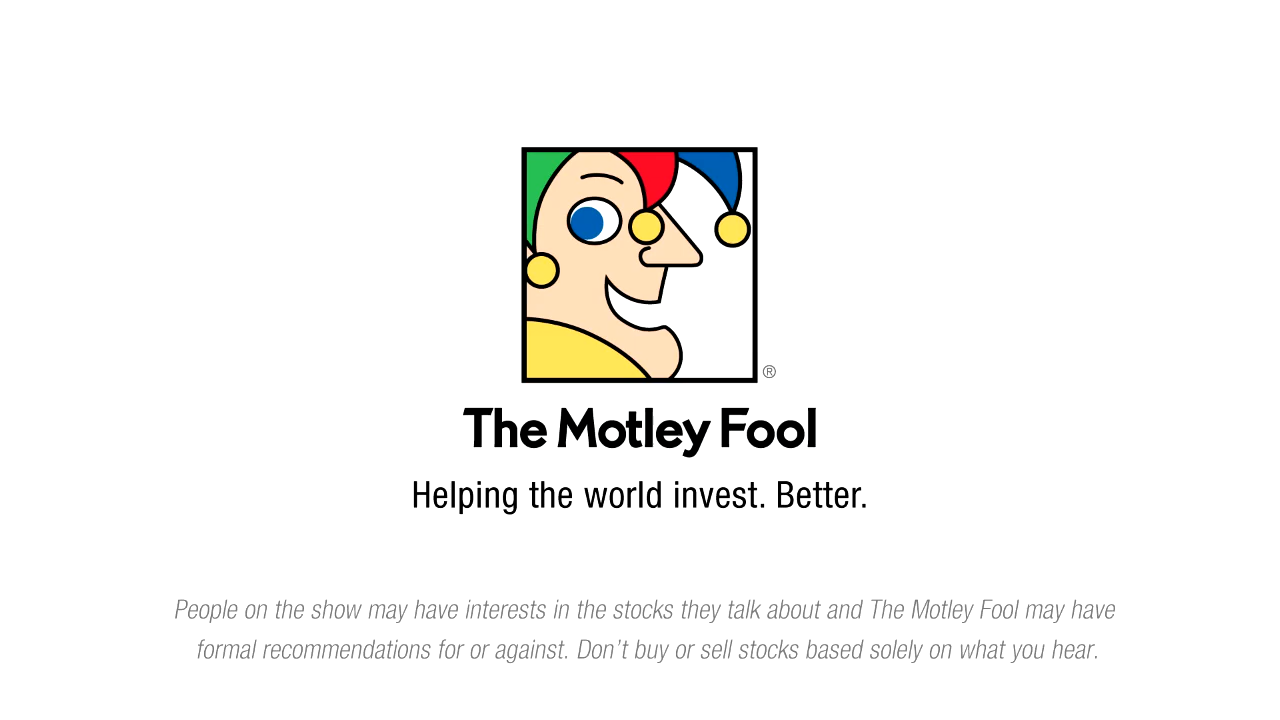 ®
The Motley Fool
Helping the world invest. Better.
People on the show may have interests in the stocks they talk about and The Motley Fool may have
formal recommendations for or against. Don’t buy or sell stocks based solely on what you hear.